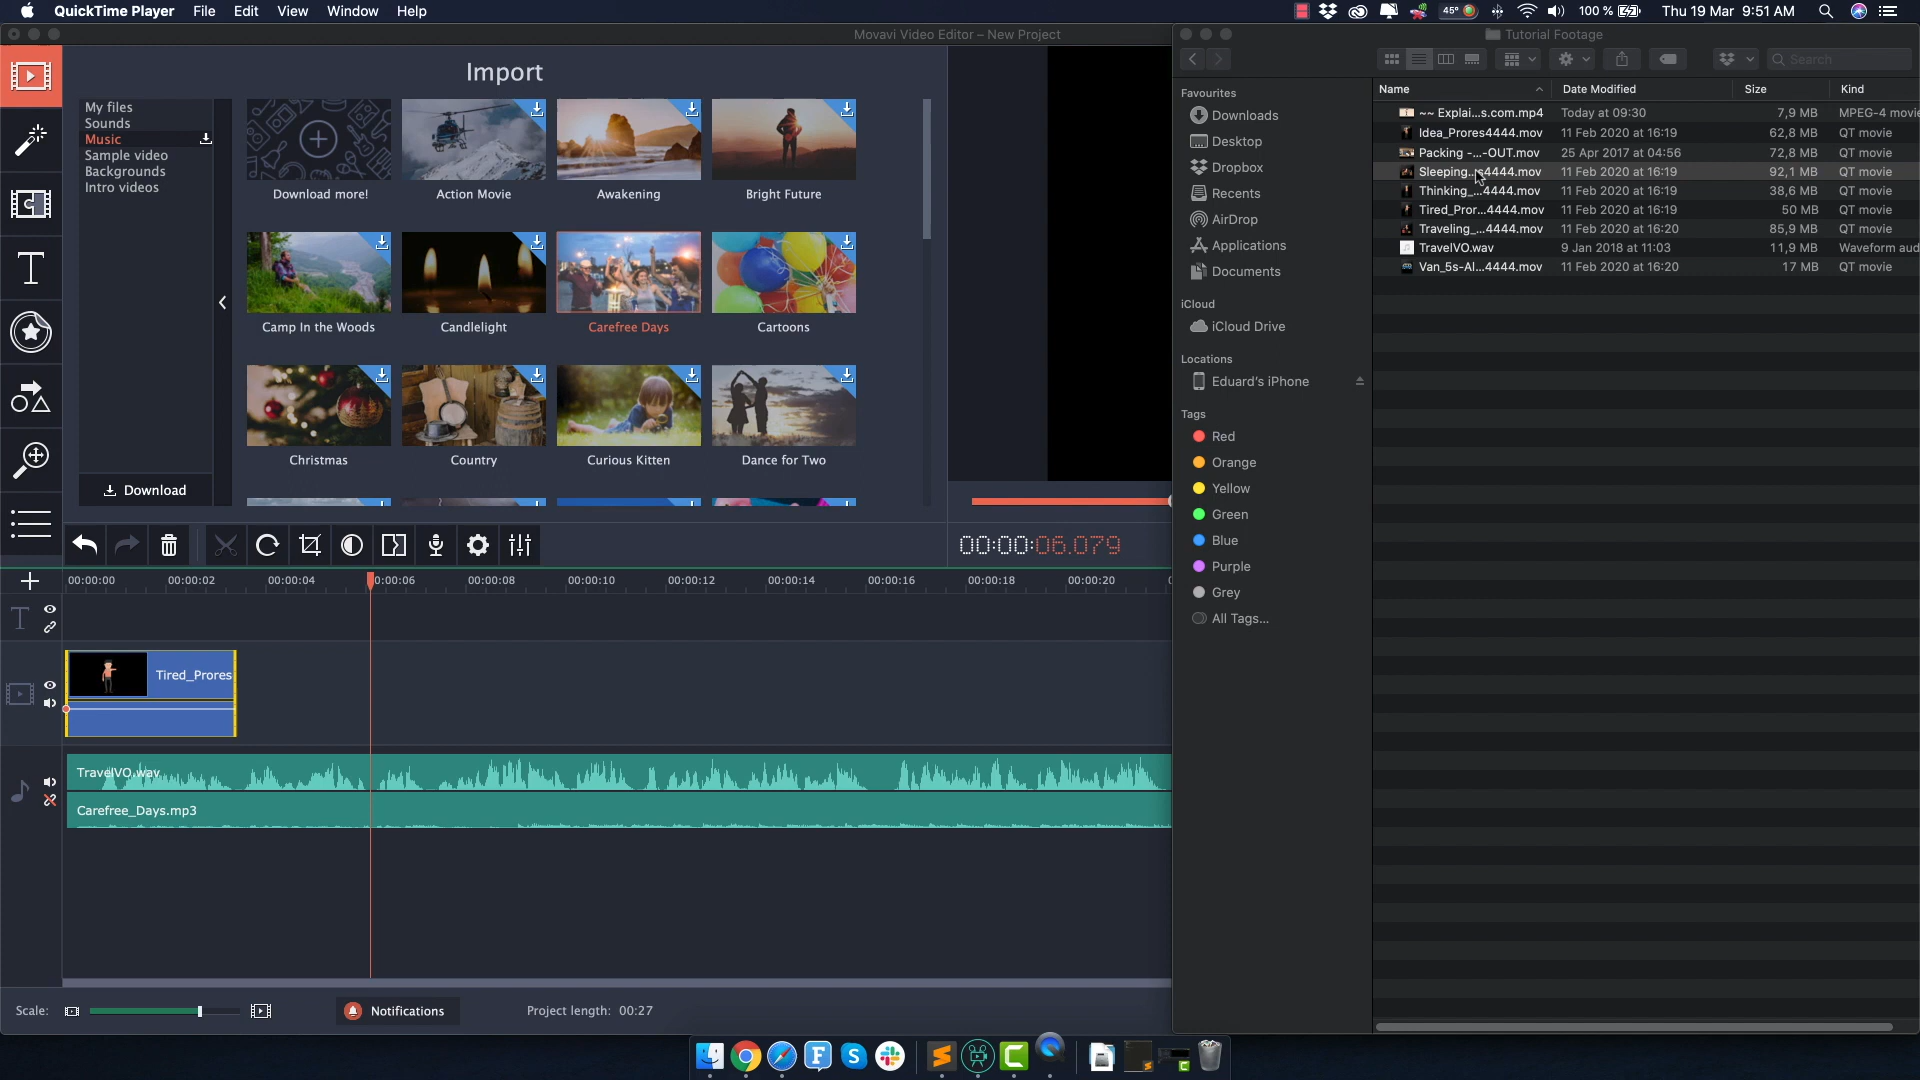 QuickTime Player File Edit View Window Help
45° 100 % Thu 19 Mar 9:51 AM
Movavi Video Editor – New Project
Import
My files
Sounds
Music
Sample video
Backgrounds
Intro videos
Download
Download more! Action Movie Awakening Bright Future
Camp In the Woods Candlelight Carefree Days Cartoons
Christmas Country Curious Kitten Dance for Two
00:00:06.079
00:00:00 00:00:02 00:00:04 0:00:06 00:00:08 00:00:10 00:00:12 00:00:14 00:00:16 00:00:18 00:00:20
T
Tired_Prores
TravelVO.wav
Carefree_Days.mp3
Scale: Notifications Project length: 00:27
Tutorial Footage
Search
Favourites
Downloads
Desktop
Dropbox
Recents
AirDrop
Applications
Documents
iCloud
iCloud Drive
Locations
Eduard's iPhone
Tags
Red
Orange
Yellow
Green
Blue
Purple
Grey
All Tags...
Name Date Modified Size Kind
~~ Explai...s.com.mp4 Today at 09:30 7,9 MB MPEG-4 movie
Idea_Prores4444.mov 11 Feb 2020 at 16:19 62,8 MB QT movie
Packing -...-OUT.mov 25 Apr 2017 at 04:56 72,8 MB QT movie
Sleeping...4444.mov 11 Feb 2020 at 16:19 92,1 MB QT movie
Thinking_...4444.mov 11 Feb 2020 at 16:19 38,6 MB QT movie
Tired_Pror...4444.mov 11 Feb 2020 at 16:19 50 MB QT movie
Traveling_...4444.mov 11 Feb 2020 at 16:20 85,9 MB QT movie
TravelVO.wav 9 Jan 2018 at 11:03 11,9 MB Waveform aud
Van_5s-Al...4444.mov 11 Feb 2020 at 16:20 17 MB QT movie